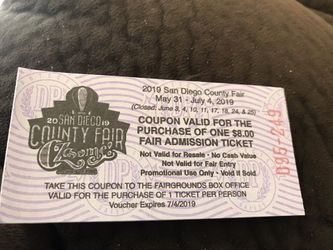 2019 San Diego County Fair
May 31 - July 4, 2019
(Closed; June 3, 4, 10, 11, 17, 18, 24, & 25)
COUPON VALID FOR THE
PURCHASE OF ONE $8.00
FAIR ADMISSION TICKET
Not Valid for Resale • No Cash Value
Not Valid for Fair Entry
Promotional Use Only • Void if Sold
2019
SAN DIEGO
COUNTY FAIR
TAKE THIS COUPON TO THE FAIRGROUNDS BOX OFFICE
VALID FOR THE PURCHASE OF 1 TICKET PER PERSON
Voucher Expires 7/4/2019